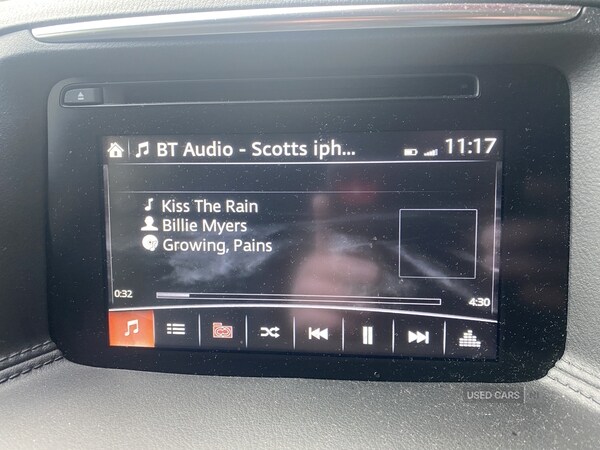 BT Audio - Scotts iph... 11:17
Kiss The Rain
Billie Myers
Growing, Pains
0:32 4:30
USED CARS